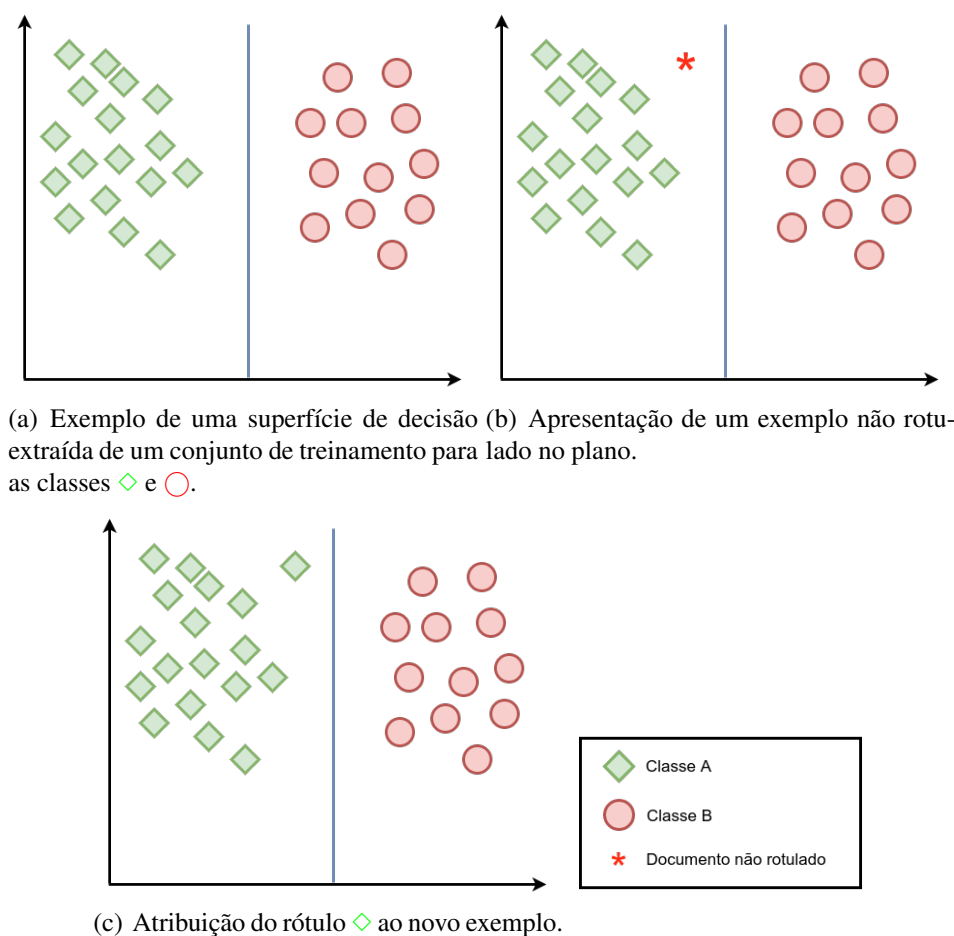 (a) Exemplo de uma superfície de decisão
extraída de um conjunto de treinamento para
as classes ◇ e ◯.
(b) Apresentação de um exemplo não rotu-
lado no plano.
Classe A
Classe B
* Documento não rotulado
(c) Atribuição do rótulo ◇ ao novo exemplo.